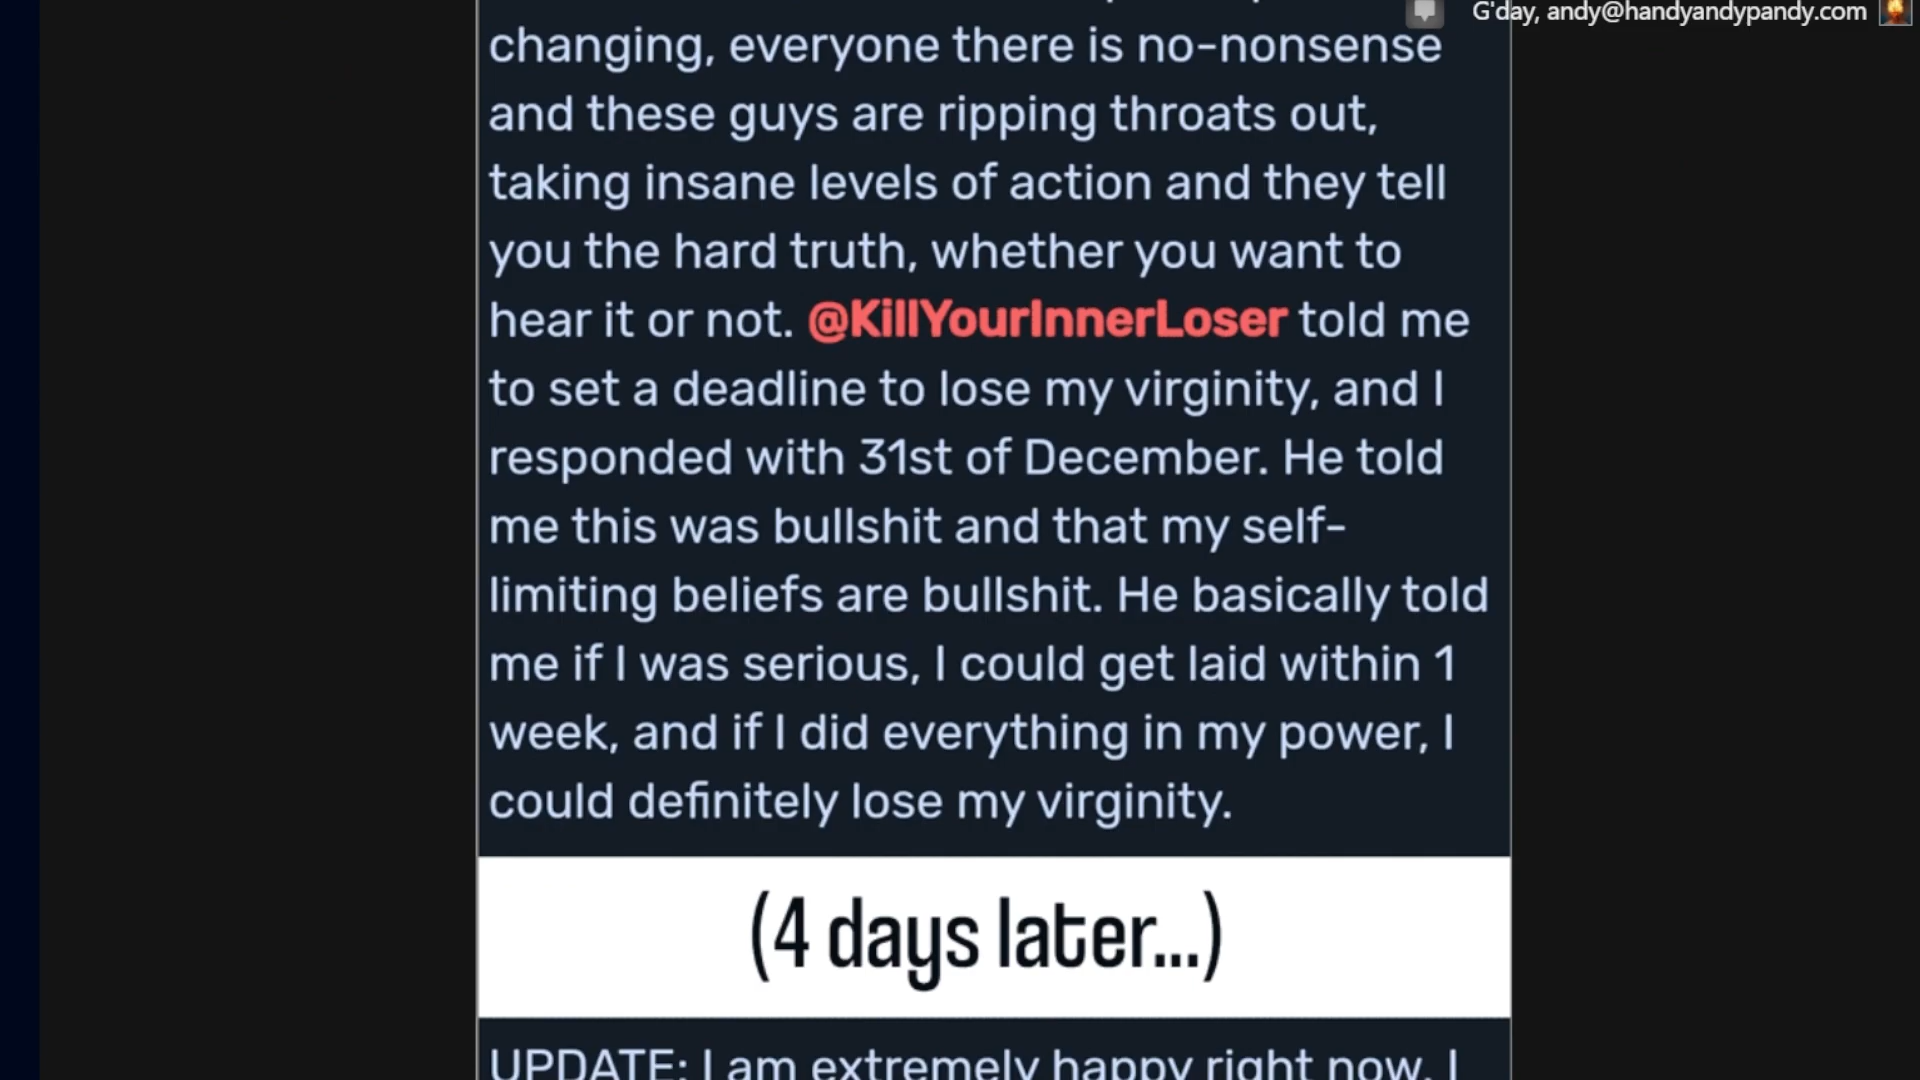 G'day, andy@handyandypandy.com
changing, everyone there is no-nonsense
and these guys are ripping throats out,
taking insane levels of action and they tell
you the hard truth, whether you want to
hear it or not. @KillYourInnerLoser told me
to set a deadline to lose my virginity, and I
responded with 31st of December. He told
me this was bullshit and that my self-
limiting beliefs are bullshit. He basically told
me if I was serious, I could get laid within 1
week, and if I did everything in my power, I
could definitely lose my virginity.
(4 days later...)
UPDATE: I am extremely happy right now. I